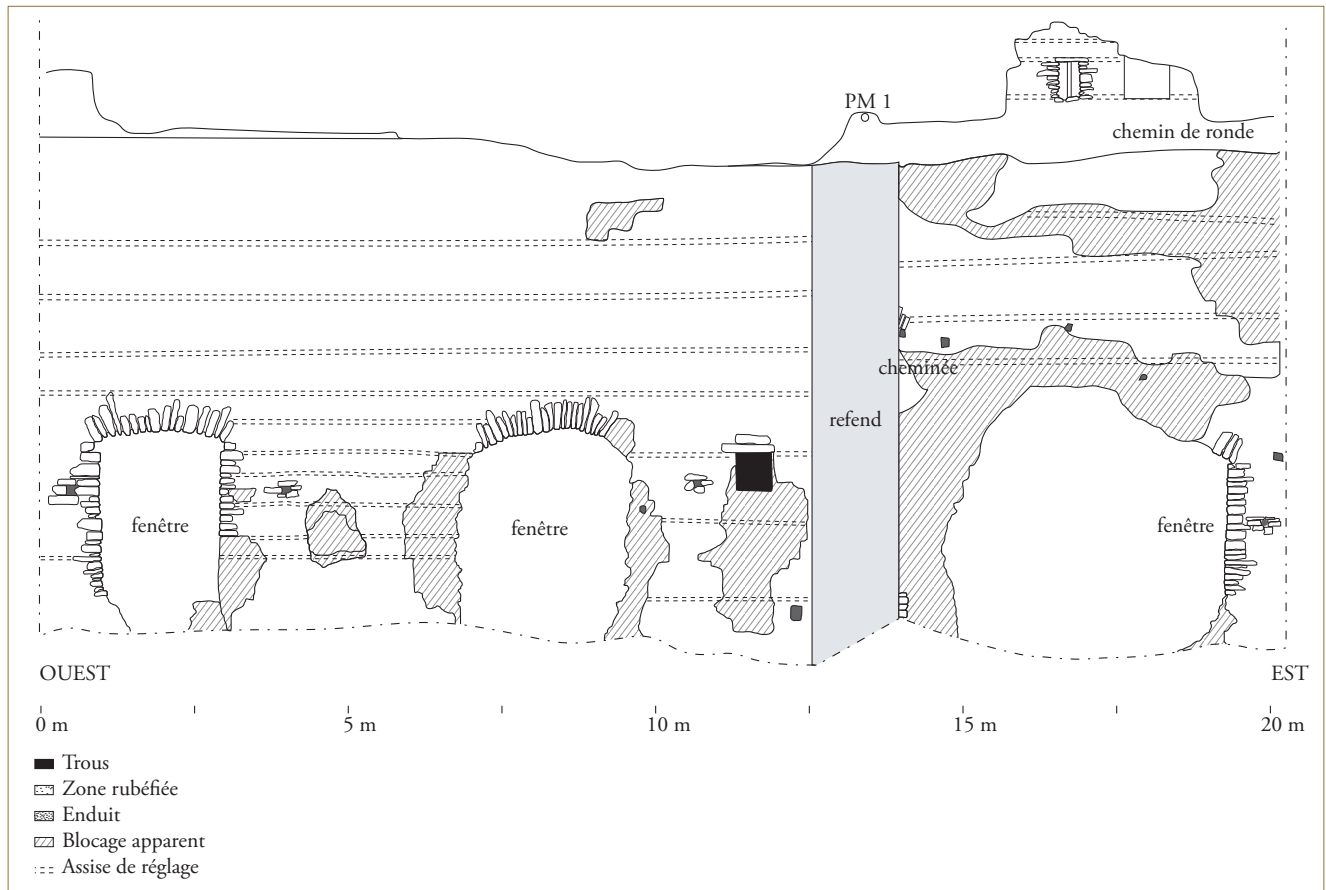 PM 1
chemin de ronde
cheminée
refend
fenêtre
fenêtre
fenêtre
OUEST
EST
0 m
5 m
10 m
15 m
20 m
Trous
Zone rubéfiée
Enduit
Blocage apparent
Assise de réglage